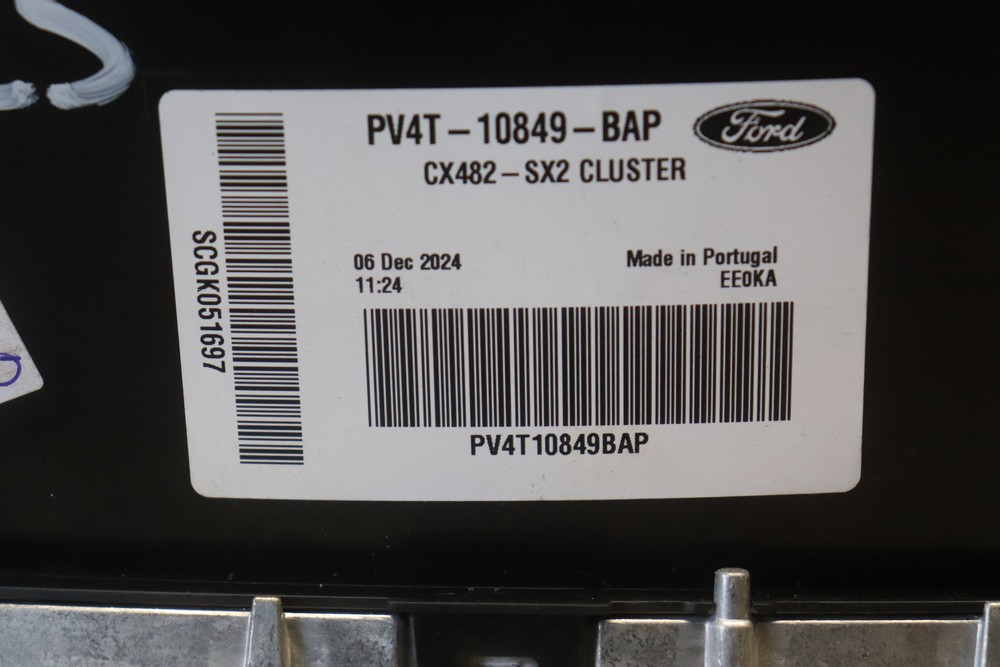 PV4T-10849-BAP
Ford
CX482-SX2 CLUSTER
SCGK051697
06 Dec 2024
11:24
Made in Portugal
EE0KA
PV4T10849BAP